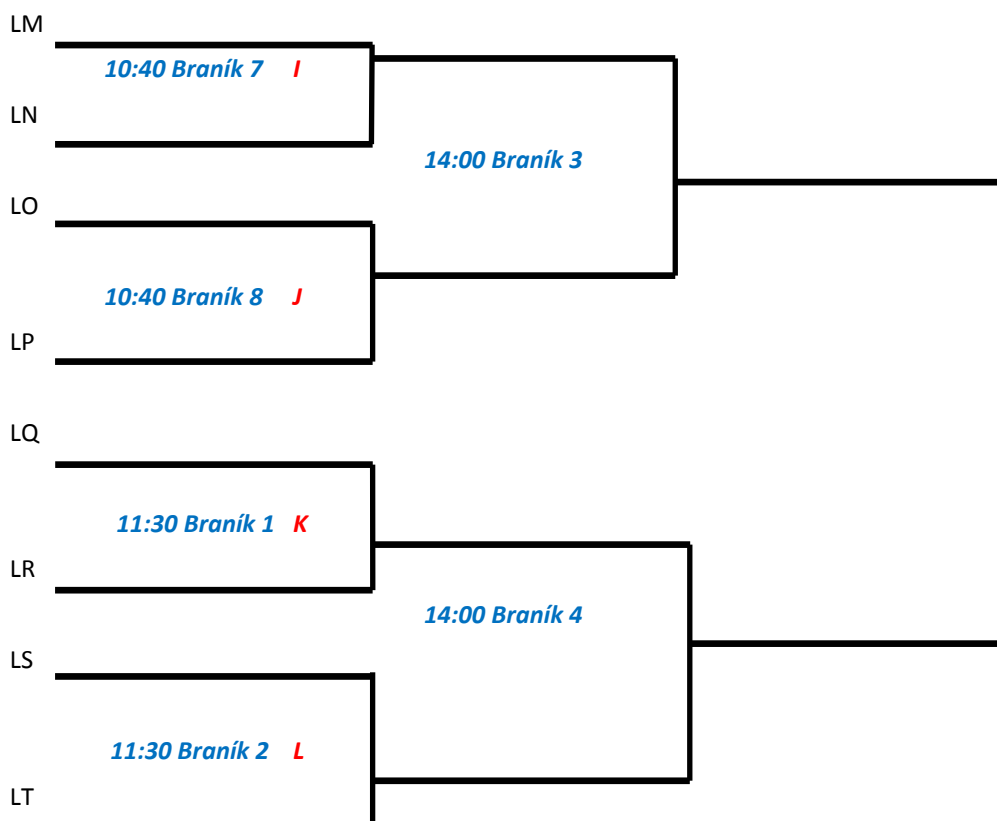 LM
10:40 Braník 7 I
LN
14:00 Braník 3
LO
10:40 Braník 8 J
LP
LQ
11:30 Braník 1 K
LR
14:00 Braník 4
LS
11:30 Braník 2 L
LT